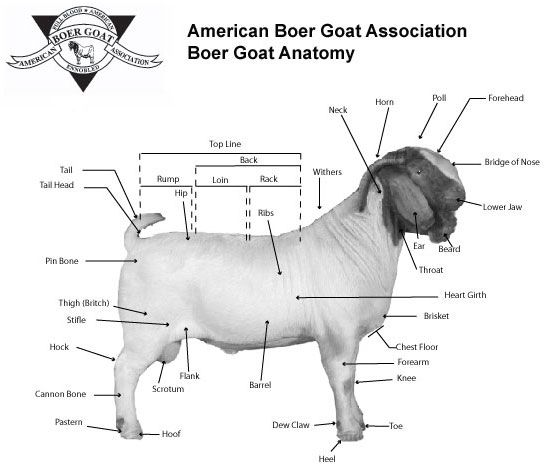 FULL BLOOD ★ AMERICAN
BOER GOAT
AMERICAN
ASSOCIATION
ENNOBLED
American Boer Goat Association
Boer Goat Anatomy
Horn
Poll
Forehead
Neck
Top Line
Back
Bridge of Nose
Tail
Rump
Loin
Rack
Withers
Tail Head
Hip
Lower Jaw
Ribs
Ear
Beard
Pin Bone
Throat
Heart Girth
Thigh (Britch)
Brisket
Stifle
Hock
Chest Floor
Forearm
Flank
Knee
Scrotum
Barrel
Cannon Bone
Pastern
Dew Claw
Toe
Hoof
Heel